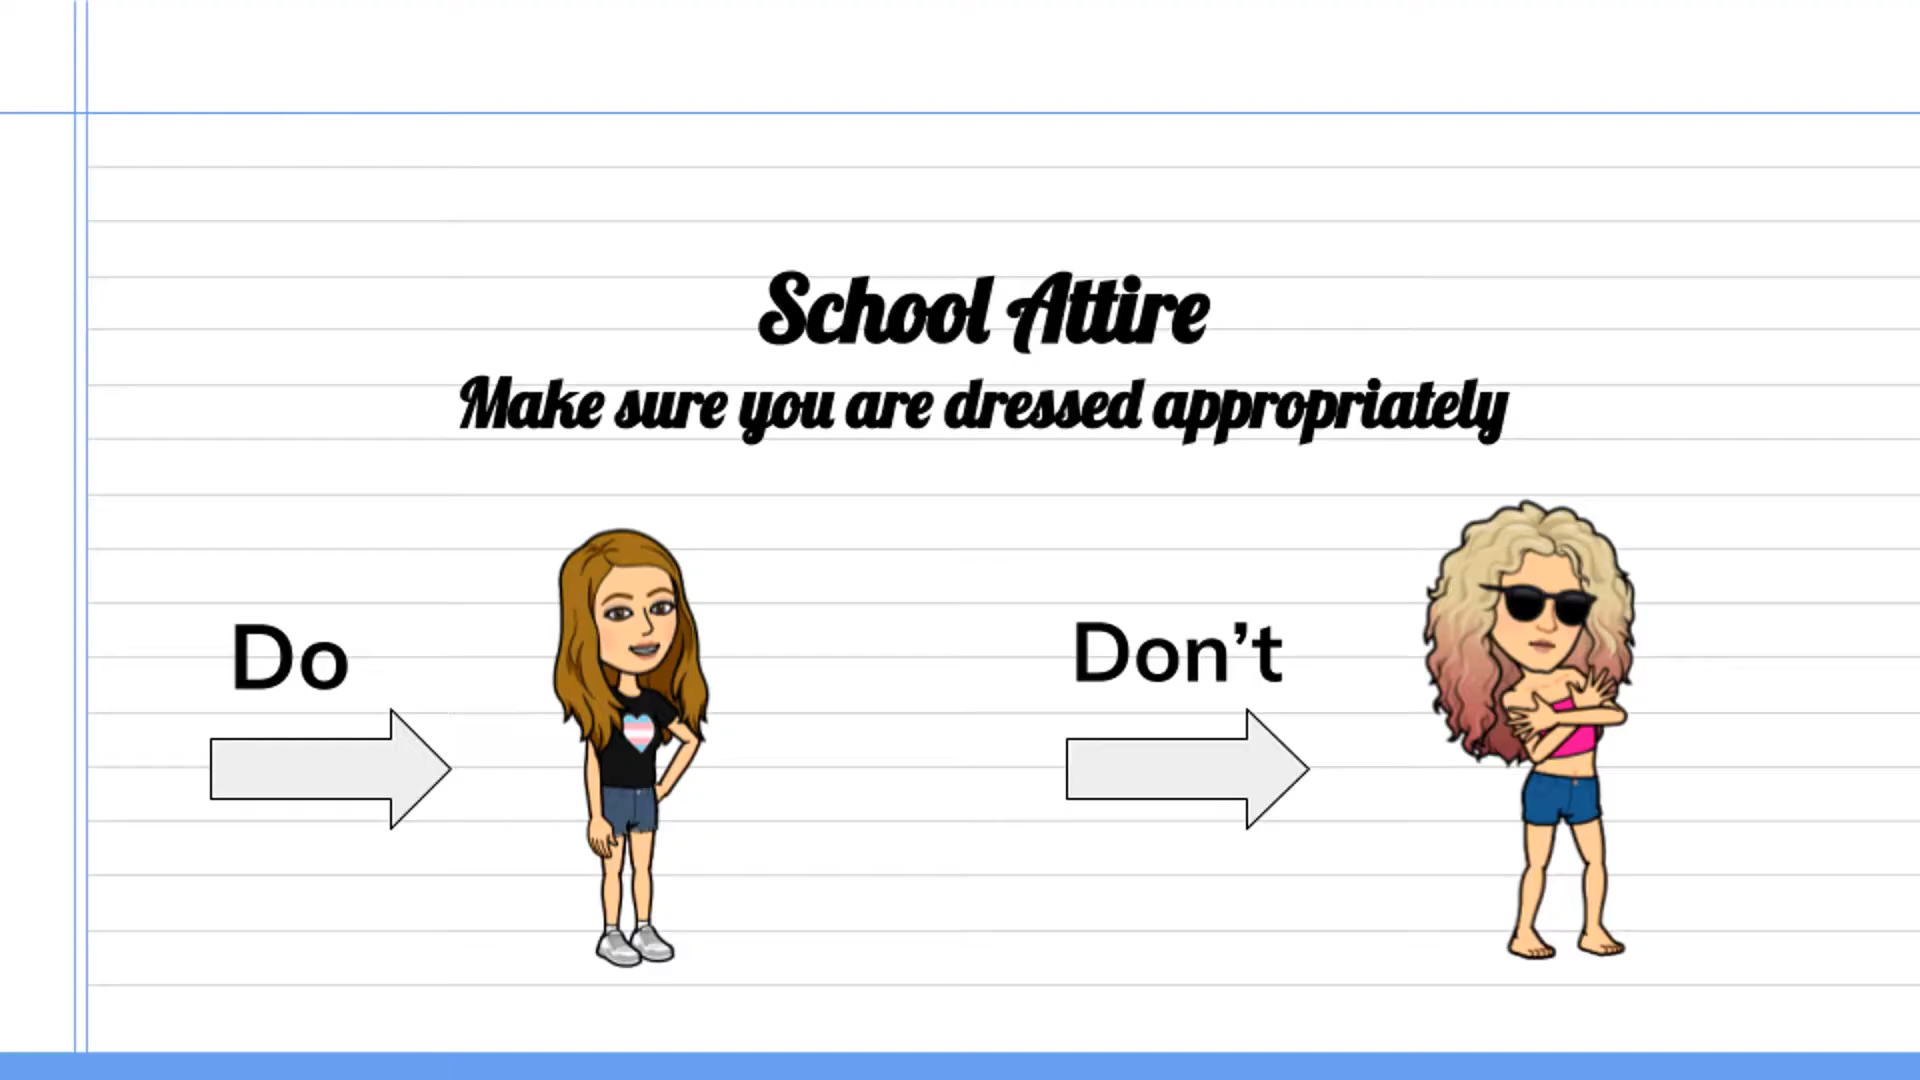 School Attire
Make sure you are dressed appropriately
Do
Don’t